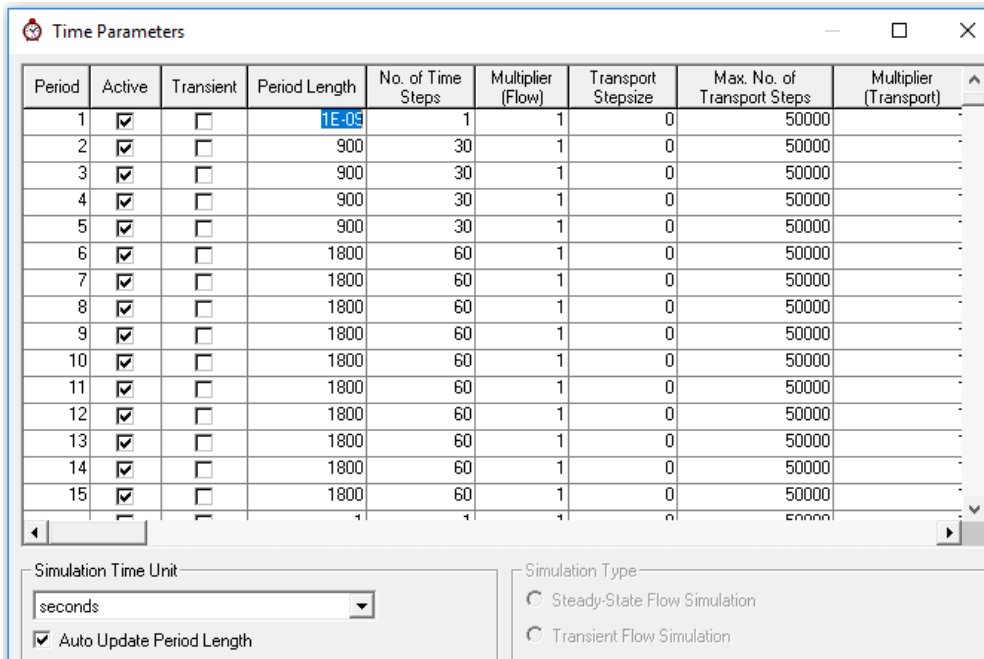 Time Parameters
Period Active Transient Period Length No. of Time Steps Multiplier (Flow) Transport Stepsize Max. No. of Transport Steps Multiplier (Transport)
1 1E-09 1 1 0 50000
2 900 30 1 0 50000
3 900 30 1 0 50000
4 900 30 1 0 50000
5 900 30 1 0 50000
6 1800 60 1 0 50000
7 1800 60 1 0 50000
8 1800 60 1 0 50000
9 1800 60 1 0 50000
10 1800 60 1 0 50000
11 1800 60 1 0 50000
12 1800 60 1 0 50000
13 1800 60 1 0 50000
14 1800 60 1 0 50000
15 1800 60 1 0 50000
Simulation Time Unit
seconds
Auto Update Period Length
Simulation Type
Steady-State Flow Simulation
Transient Flow Simulation